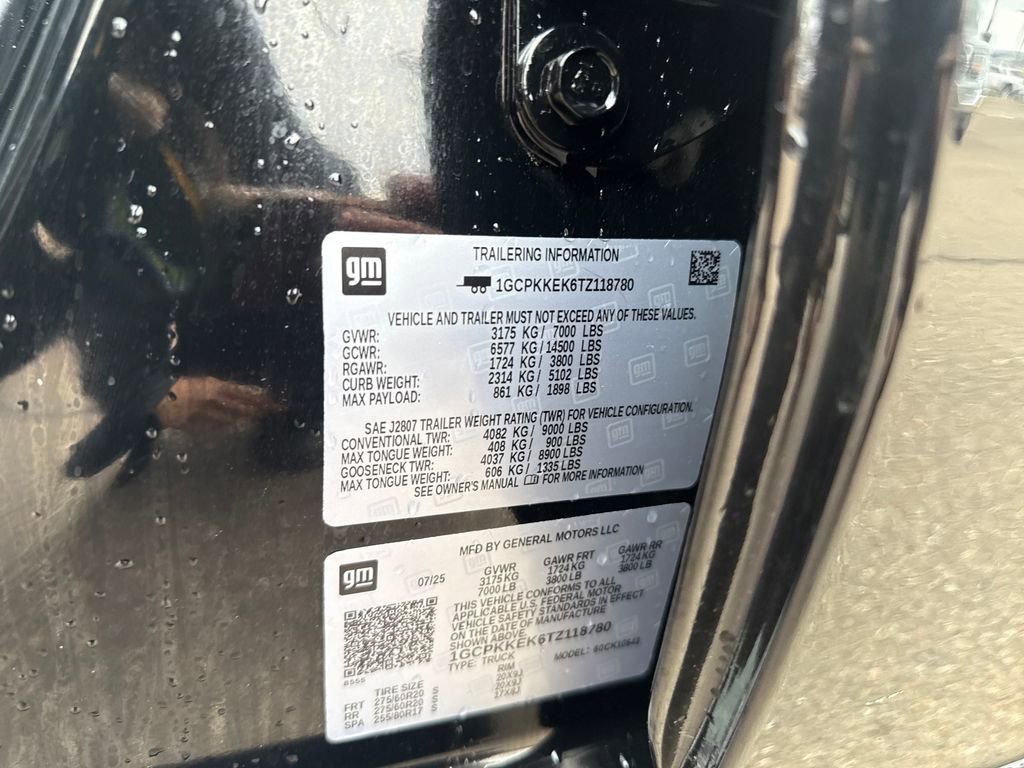 gm
TRAILERING INFORMATION
1GCPKKEK6TZ118780
VEHICLE AND TRAILER MUST NOT EXCEED ANY OF THESE VALUES.
GVWR: 3175 KG / 7000 LBS
GCWR: 6577 KG / 14500 LBS
RGAWR: 1724 KG / 3800 LBS
CURB WEIGHT: 2314 KG / 5102 LBS
MAX PAYLOAD: 861 KG / 1898 LBS
SAE J2807 TRAILER WEIGHT RATING (TWR) FOR VEHICLE CONFIGURATION.
CONVENTIONAL TWR: 4082 KG / 9000 LBS
MAX TONGUE WEIGHT: 408 KG / 900 LBS
GOOSENECK TWR: 4037 KG / 8900 LBS
MAX TONGUE WEIGHT: 606 KG / 1335 LBS
SEE OWNER'S MANUAL FOR MORE INFORMATION
gm
MFD BY GENERAL MOTORS LLC
07/25
GVWR GAWR FRT GAWR RR
3175 KG 1724 KG 1724 KG
7000 LB 3800 LB 3800 LB
THIS VEHICLE CONFORMS TO ALL
APPLICABLE U.S. FEDERAL MOTOR
VEHICLE SAFETY STANDARDS IN EFFECT
ON THE DATE OF MANUFACTURE
SHOWN ABOVE.
1GCPKKEK6TZ118780
TYPE: TRUCK MODEL:
8555
TIRE SIZE RIM
FRT 275/60R20 S 20X9J
RR 275/60R20 S 20X9J
SPA 255/80R17 S 17X8J